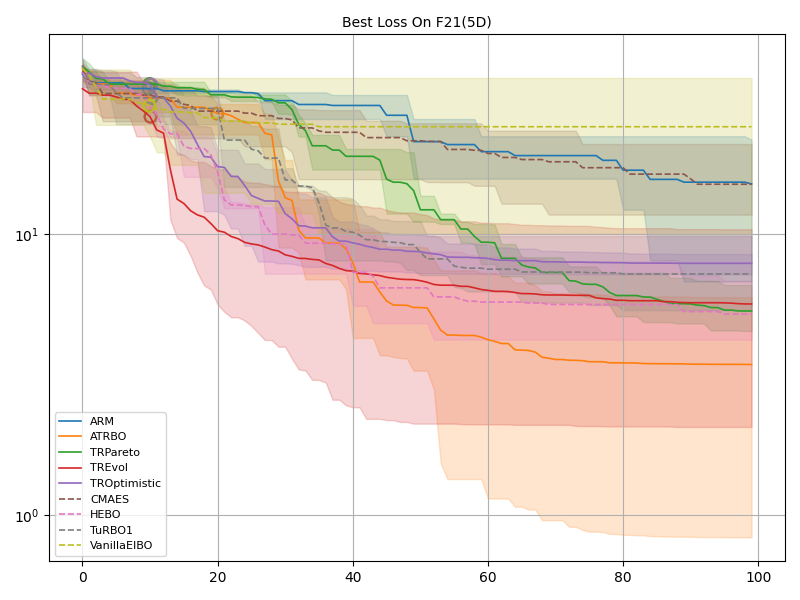 Best Loss On F21(5D)
10¹
10⁰
ARM
ATRBO
TRPareto
TREvol
TROptimistic
CMAES
HEBO
TuRBO1
VanillaEIBO
0 20 40 60 80 100